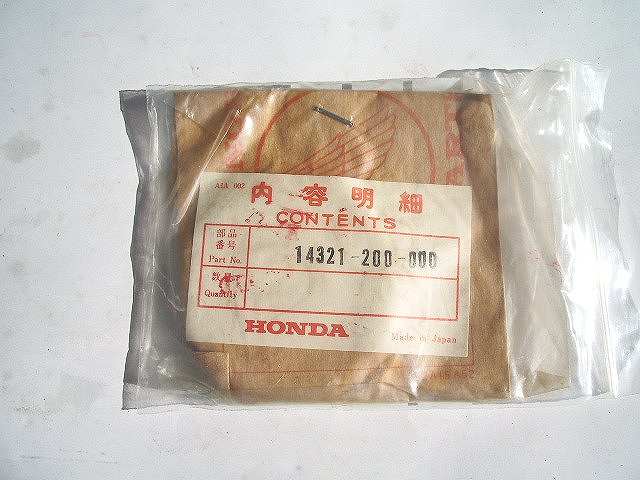 AIA 002
内容明細
CONTENTS
部品
番号
Part No.
14321-200-000
Quantity
HONDA
Made in Japan